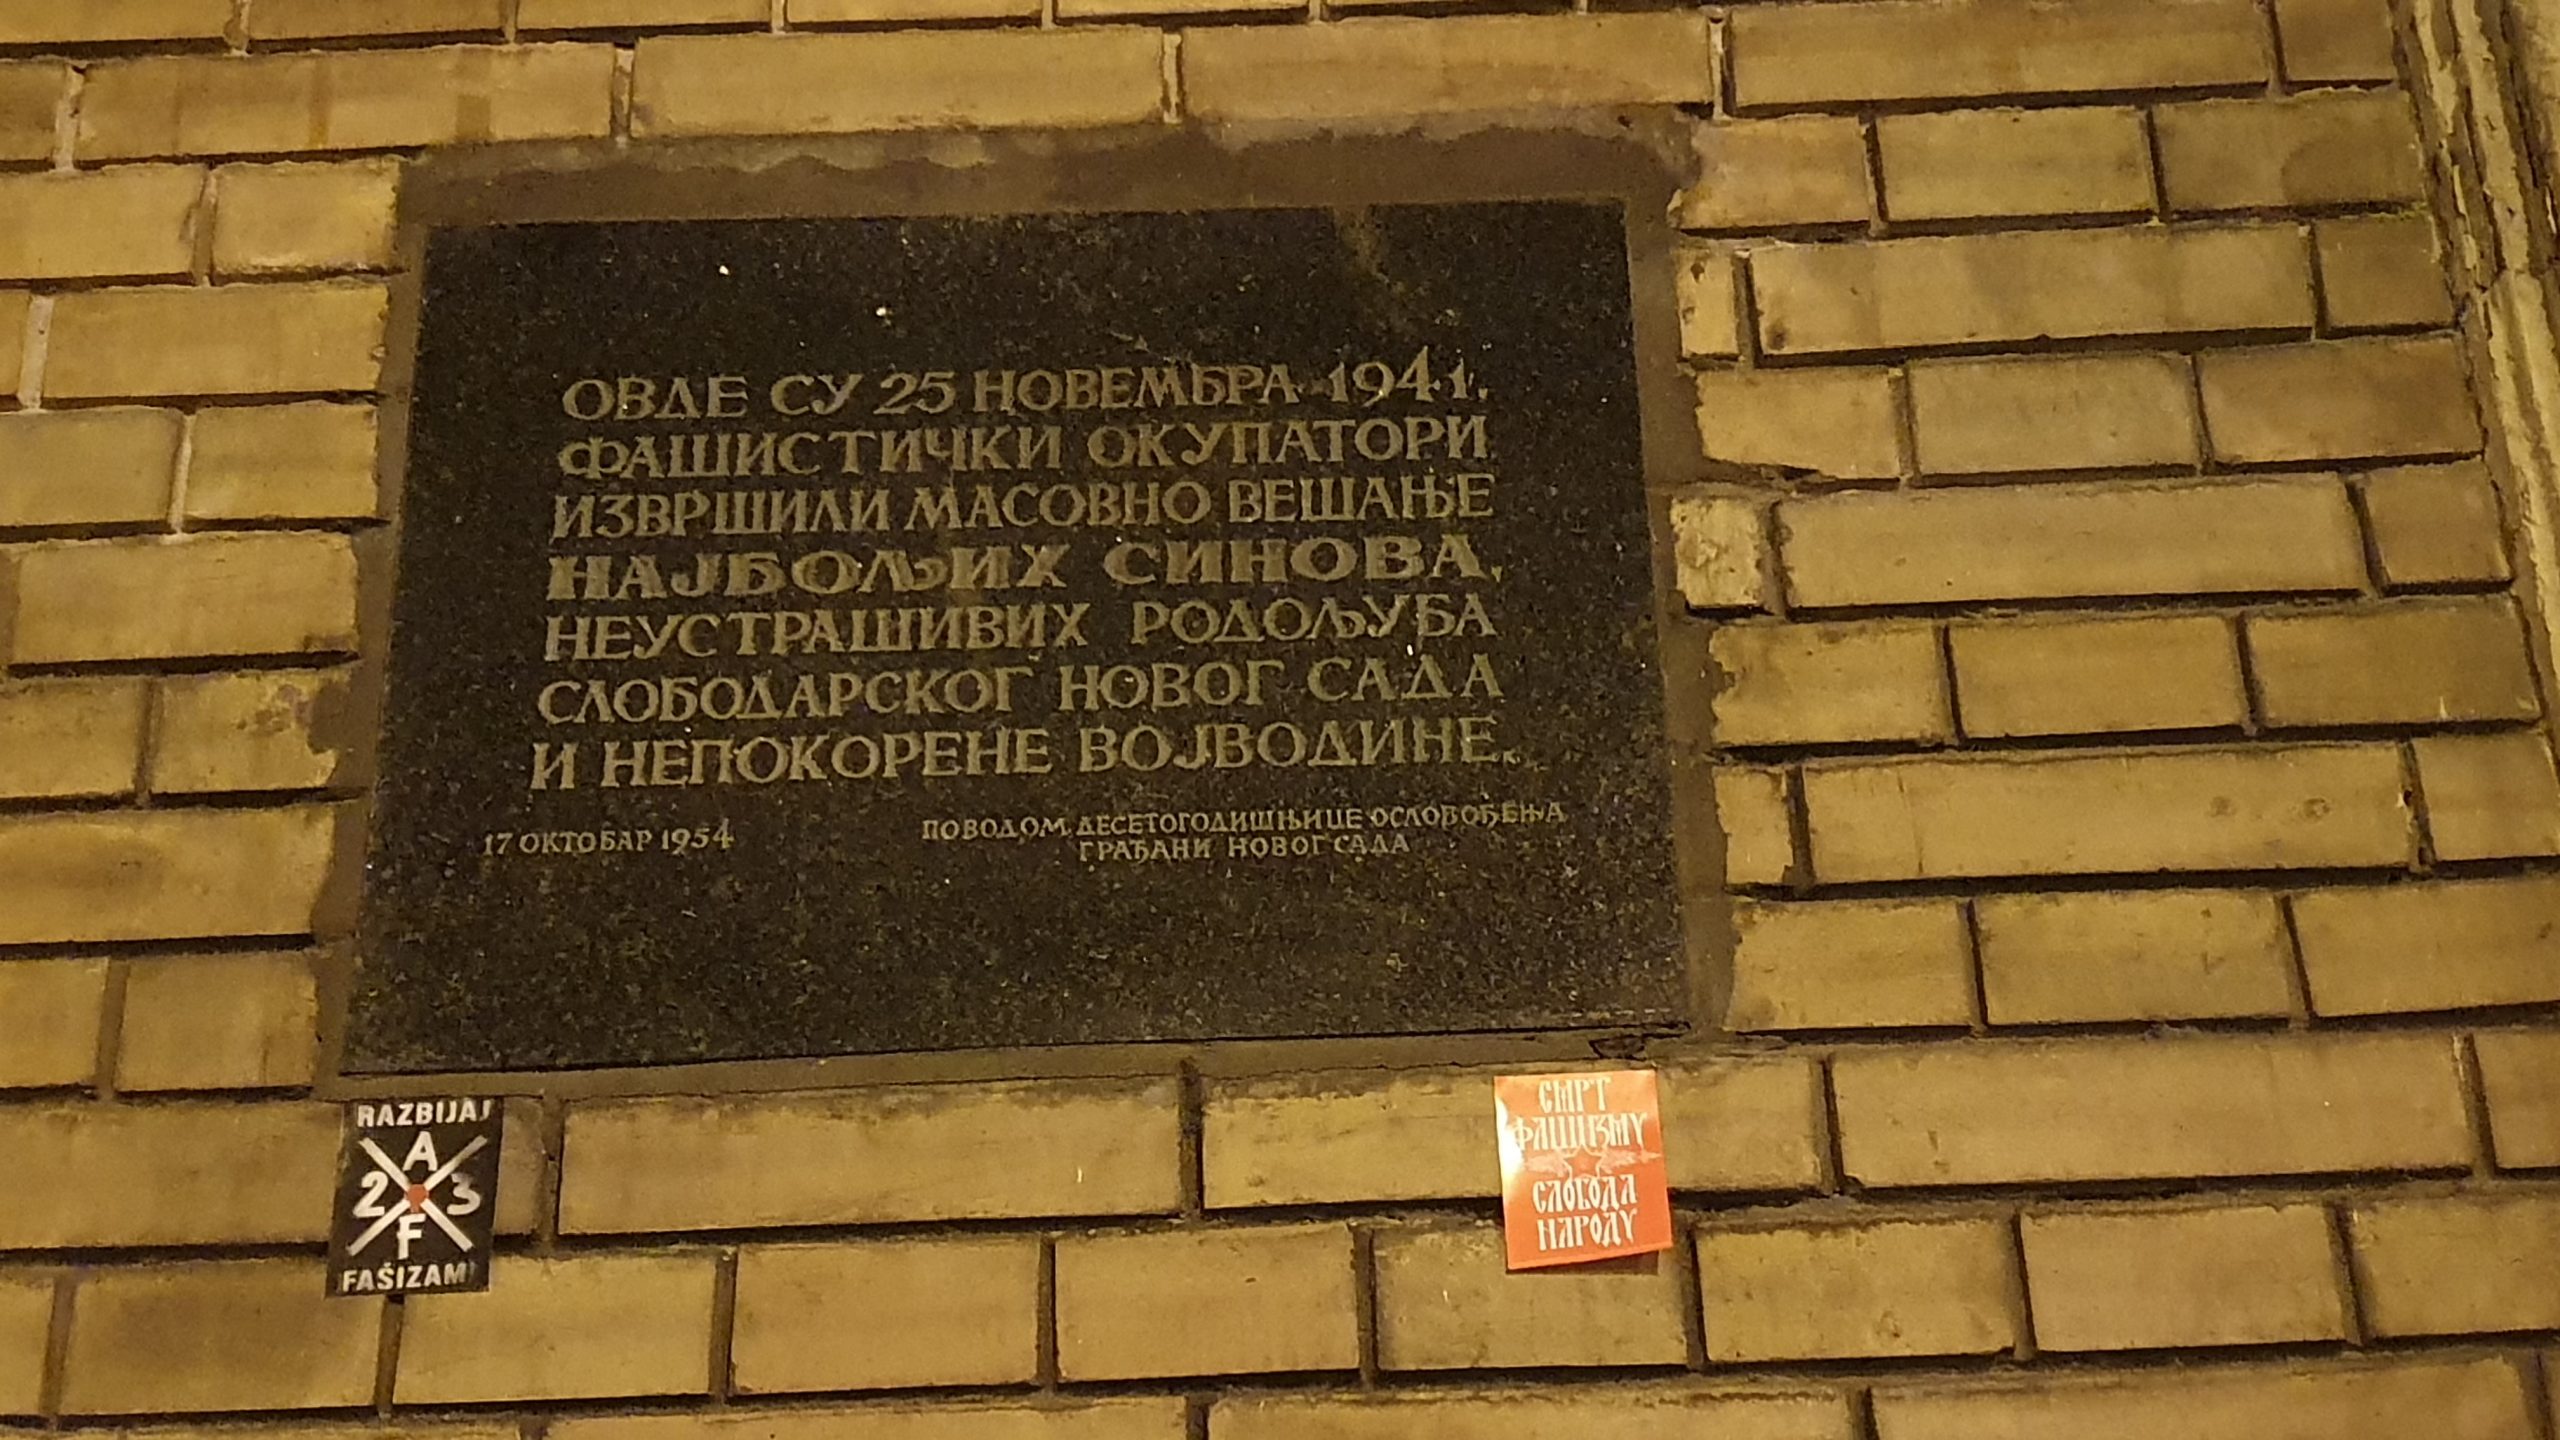 ОВДЕ СУ 25 НОВЕМБРА 1941.
ФАШИСТИЧКИ ОКУПАТОРИ
ИЗВРШИЛИ МАСОВНО ВЕШАЊЕ
НАЈБОЉИХ СИНОВА,
НЕУСТРАШИВИХ РОДОЉУБА
СЛОБОДАРСКОГ НОВОГ САДА
И НЕПОКОРЕНЕ ВОЈВОДИНЕ.
17 ОКТОБАР 1954
ПОВОДОМ ДЕСЕТОГОДИШЊИЦЕ ОСЛОБОЂЕЊА
ГРАЂАНИ НОВОГ САДА
RAZBIJAJ
A
2 3
F
FAŠIZAM
СМРТ
ФАШИЗМУ
СЛОБОДА
НАРОДУ